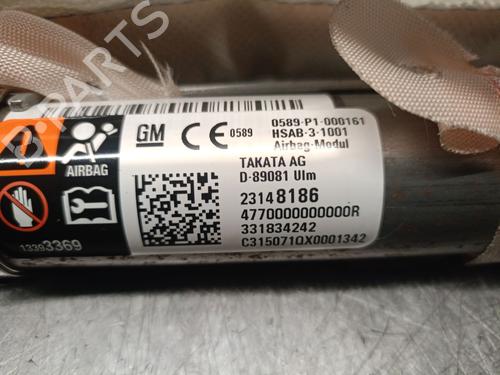 B-PARTS
GM
CE 0589
0589-P1-000161
HSAB-3-1001
Airbag-Modul
?
AIRBAG
TAKATA AG
D-89081 Ulm
23148186
4770000000000R
331834242
C315071QX0001342
13393369